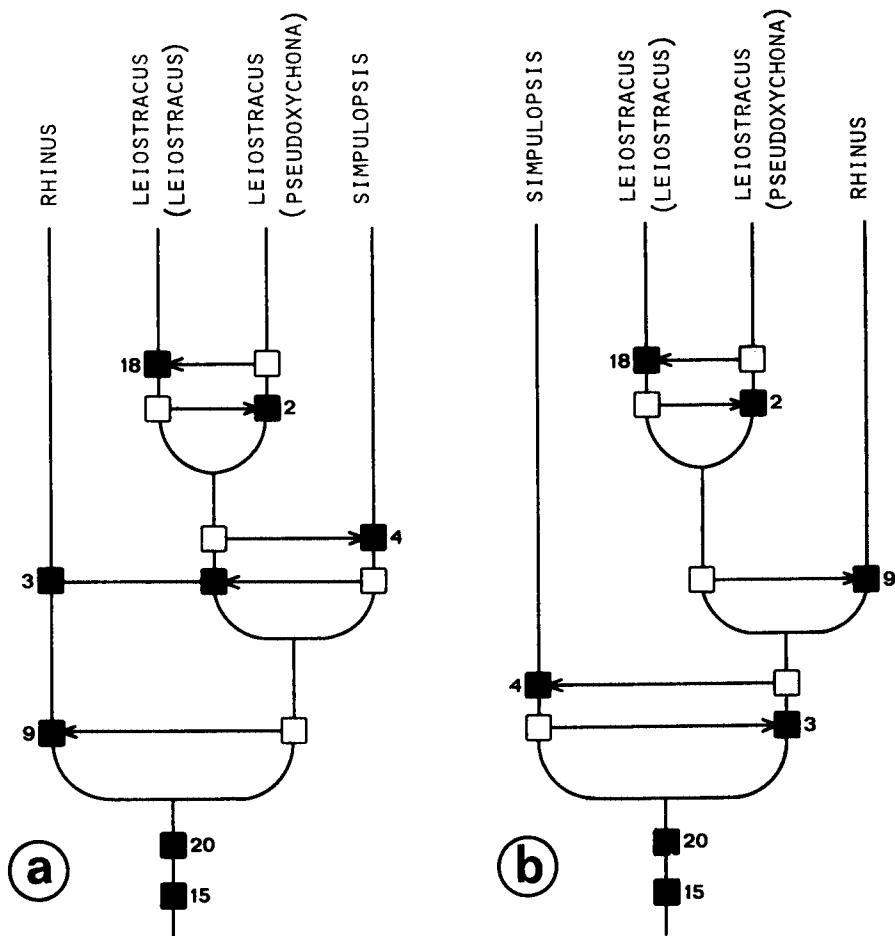 RHINUS
LEIOSTRACUS
(LEIOSTRACUS)
LEIOSTRACUS
(PSEUDOXYCHONA)
SIMPULOPSIS
18
2
4
3
9
20
15
a
SIMPULOPSIS
LEIOSTRACUS
(LEIOSTRACUS)
LEIOSTRACUS
(PSEUDOXYCHONA)
RHINUS
18
2
9
4
3
20
15
b